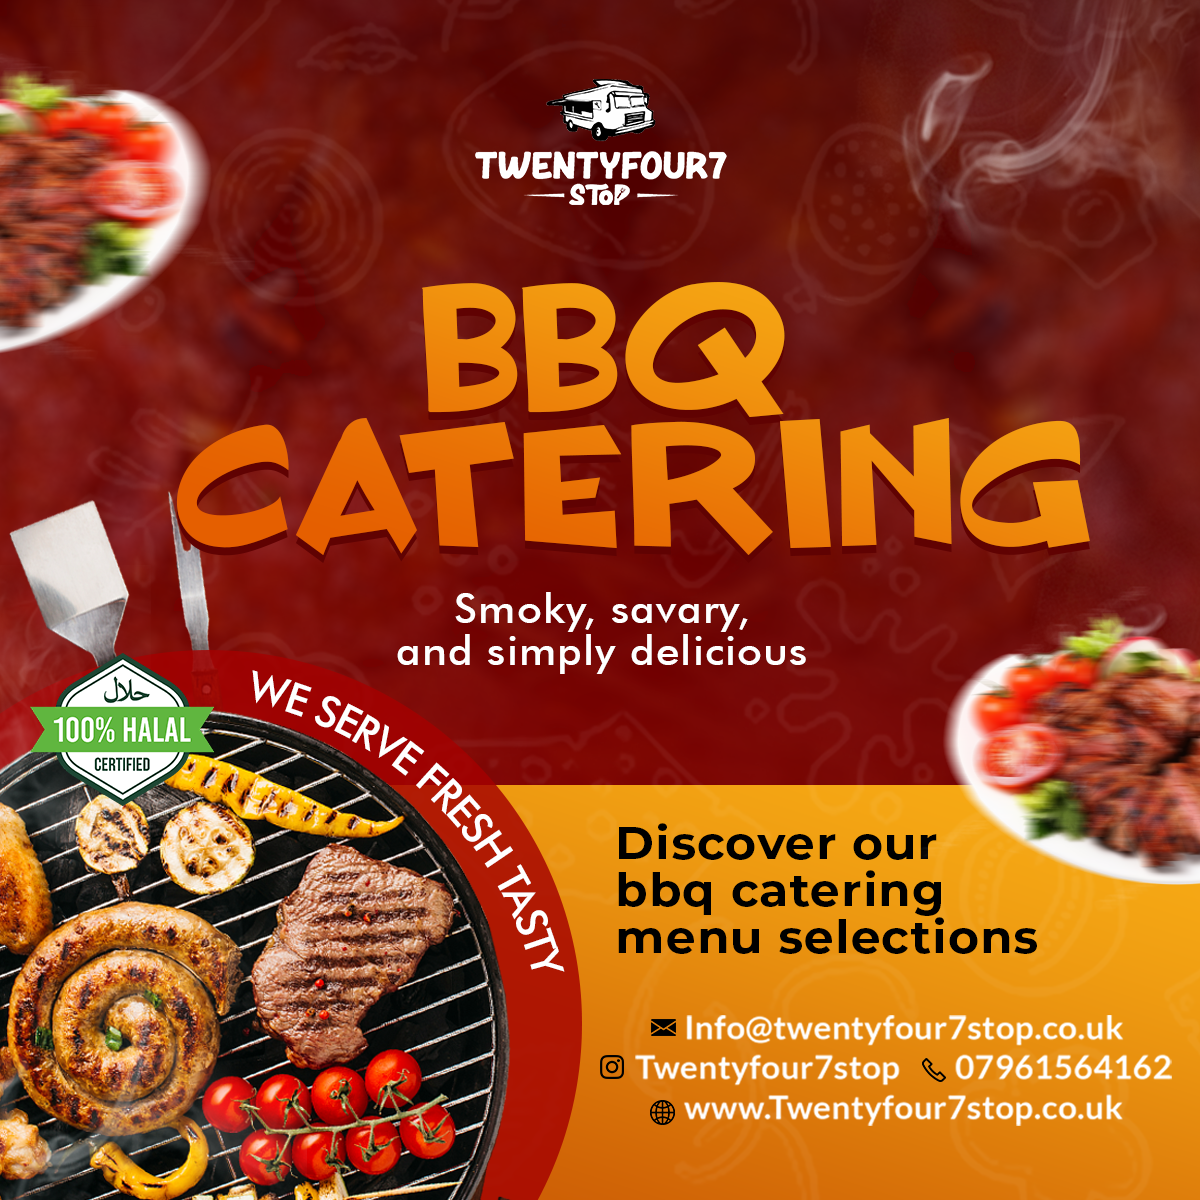 TWENTYFOUR7
STOP
BBQ
CATERING
Smoky, savary,
and simply delicious
WE SERVE FRESH TASTY
حلال
100% HALAL
CERTIFIED
Discover our
bbq catering
menu selections
Info@twentyfour7stop.co.uk
Twentyfour7stop 07961564162
www.Twentyfour7stop.co.uk